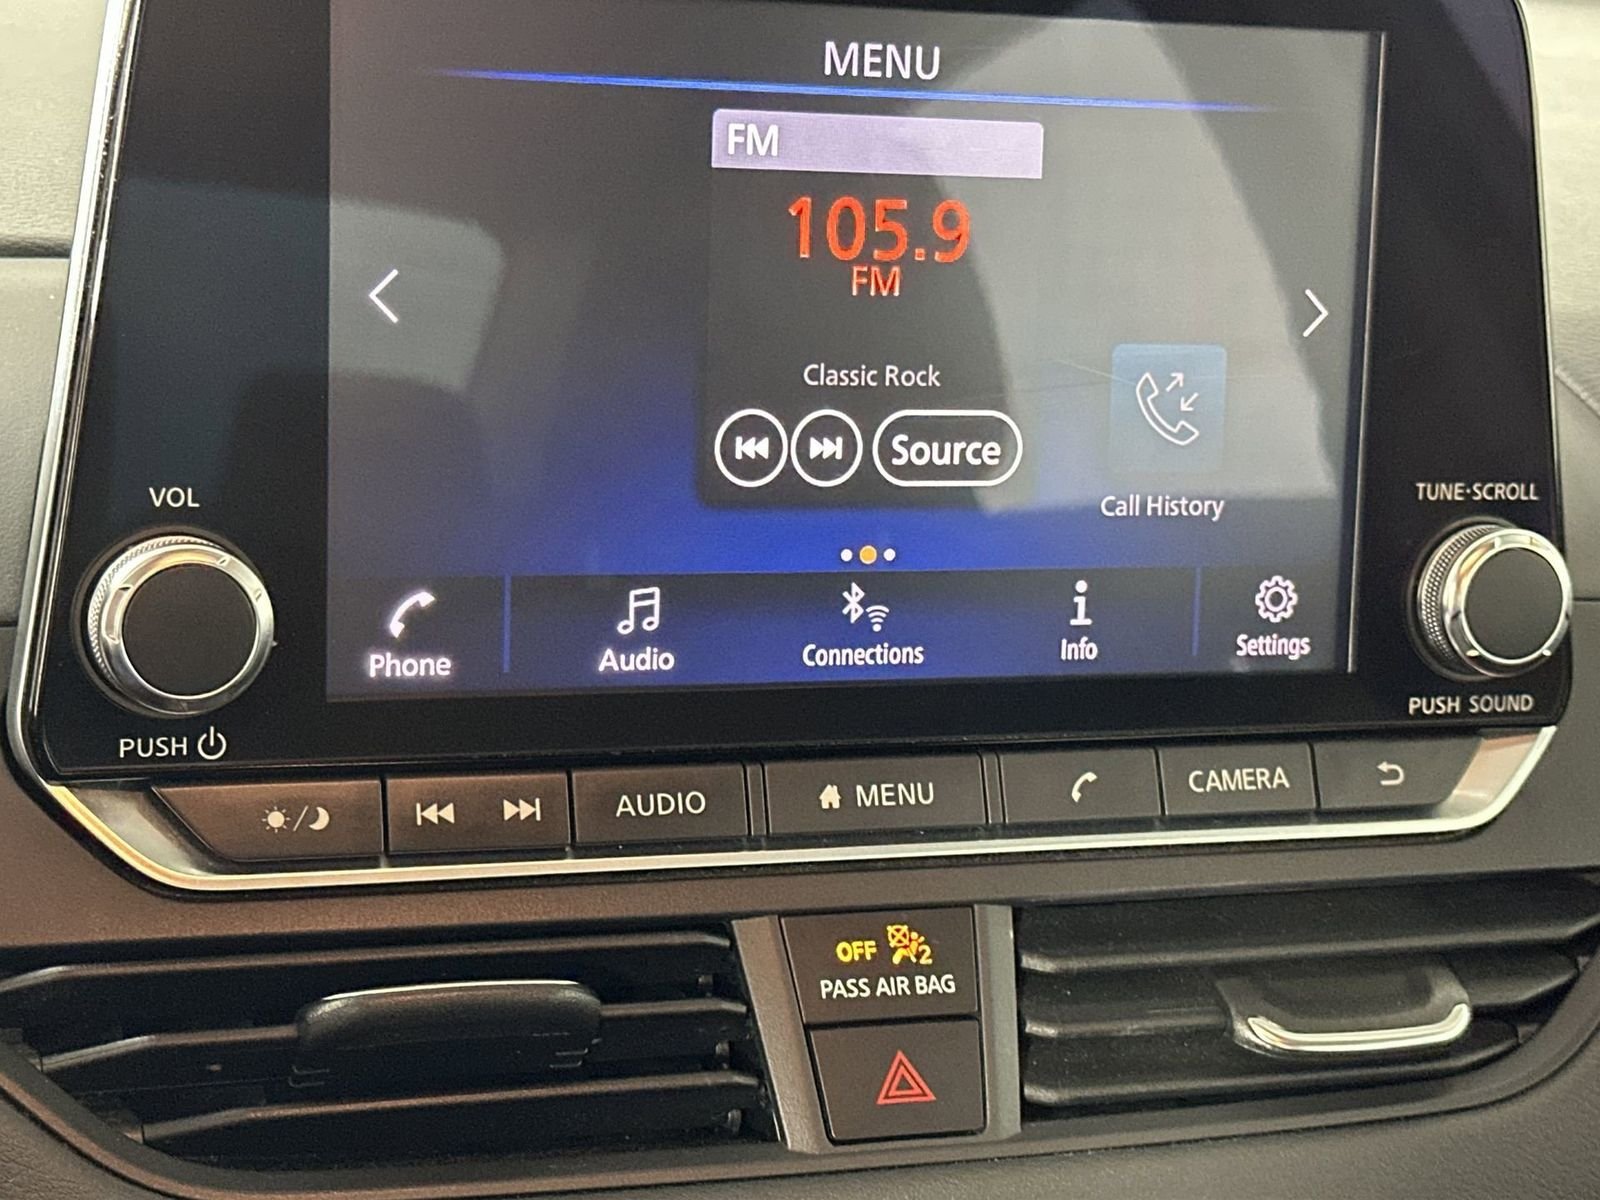 MENU
FM
105.9
FM
Classic Rock
Source
Call History
VOL
TUNE·SCROLL
Phone
Audio
Connections
Info
Settings
PUSH
PUSH SOUND
AUDIO
MENU
CAMERA
OFF 2
PASS AIR BAG